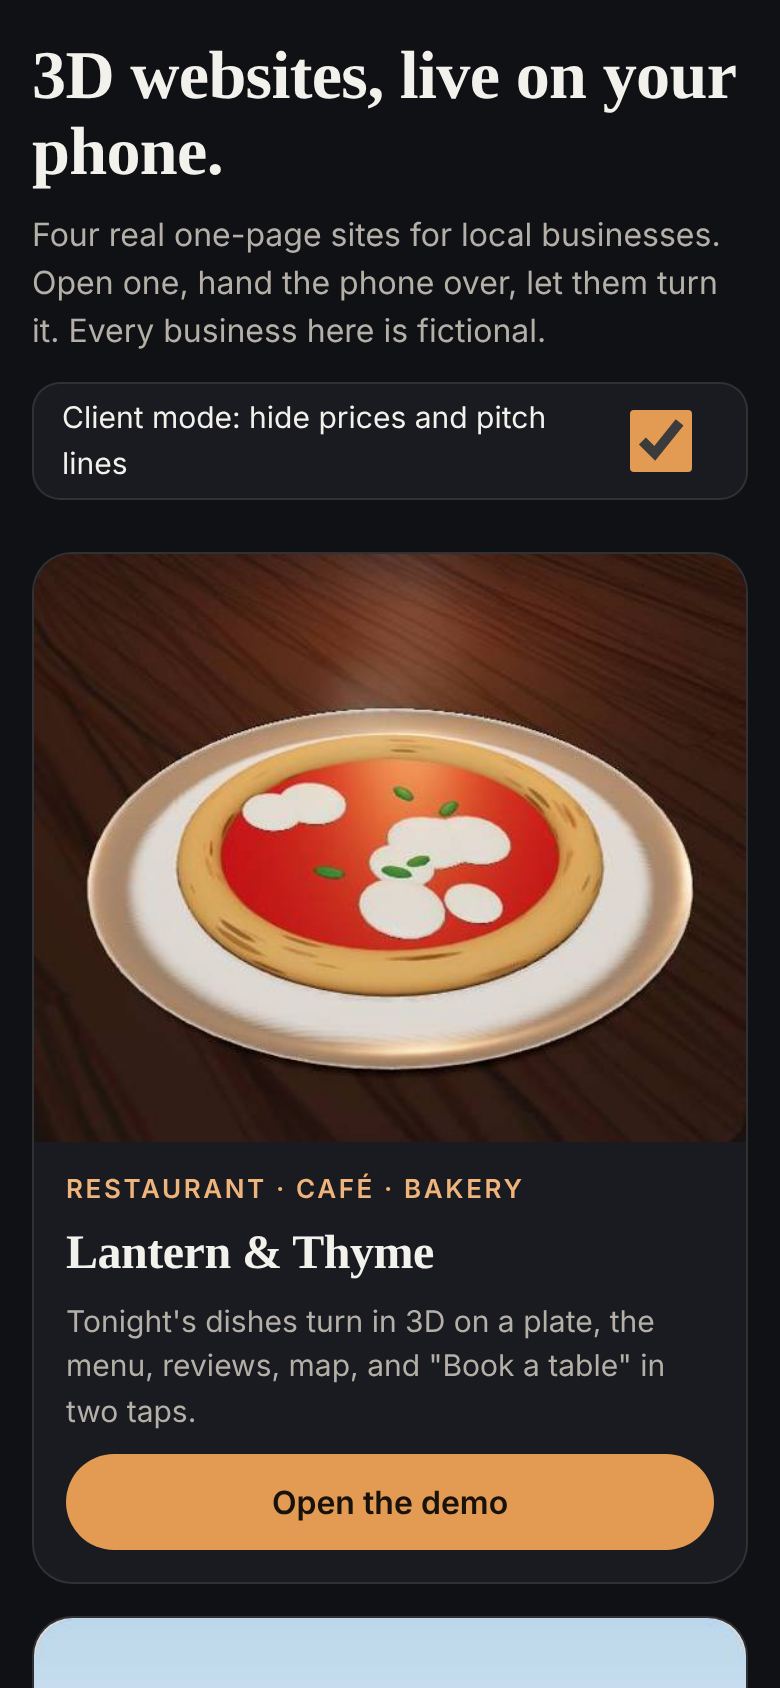 3D websites, live on your
phone.
Four real one-page sites for local businesses.
Open one, hand the phone over, let them turn
it. Every business here is fictional.
Client mode: hide prices and pitch
lines
RESTAURANT · CAFÉ · BAKERY
Lantern & Thyme
Tonight's dishes turn in 3D on a plate, the
menu, reviews, map, and "Book a table" in
two taps.
Open the demo